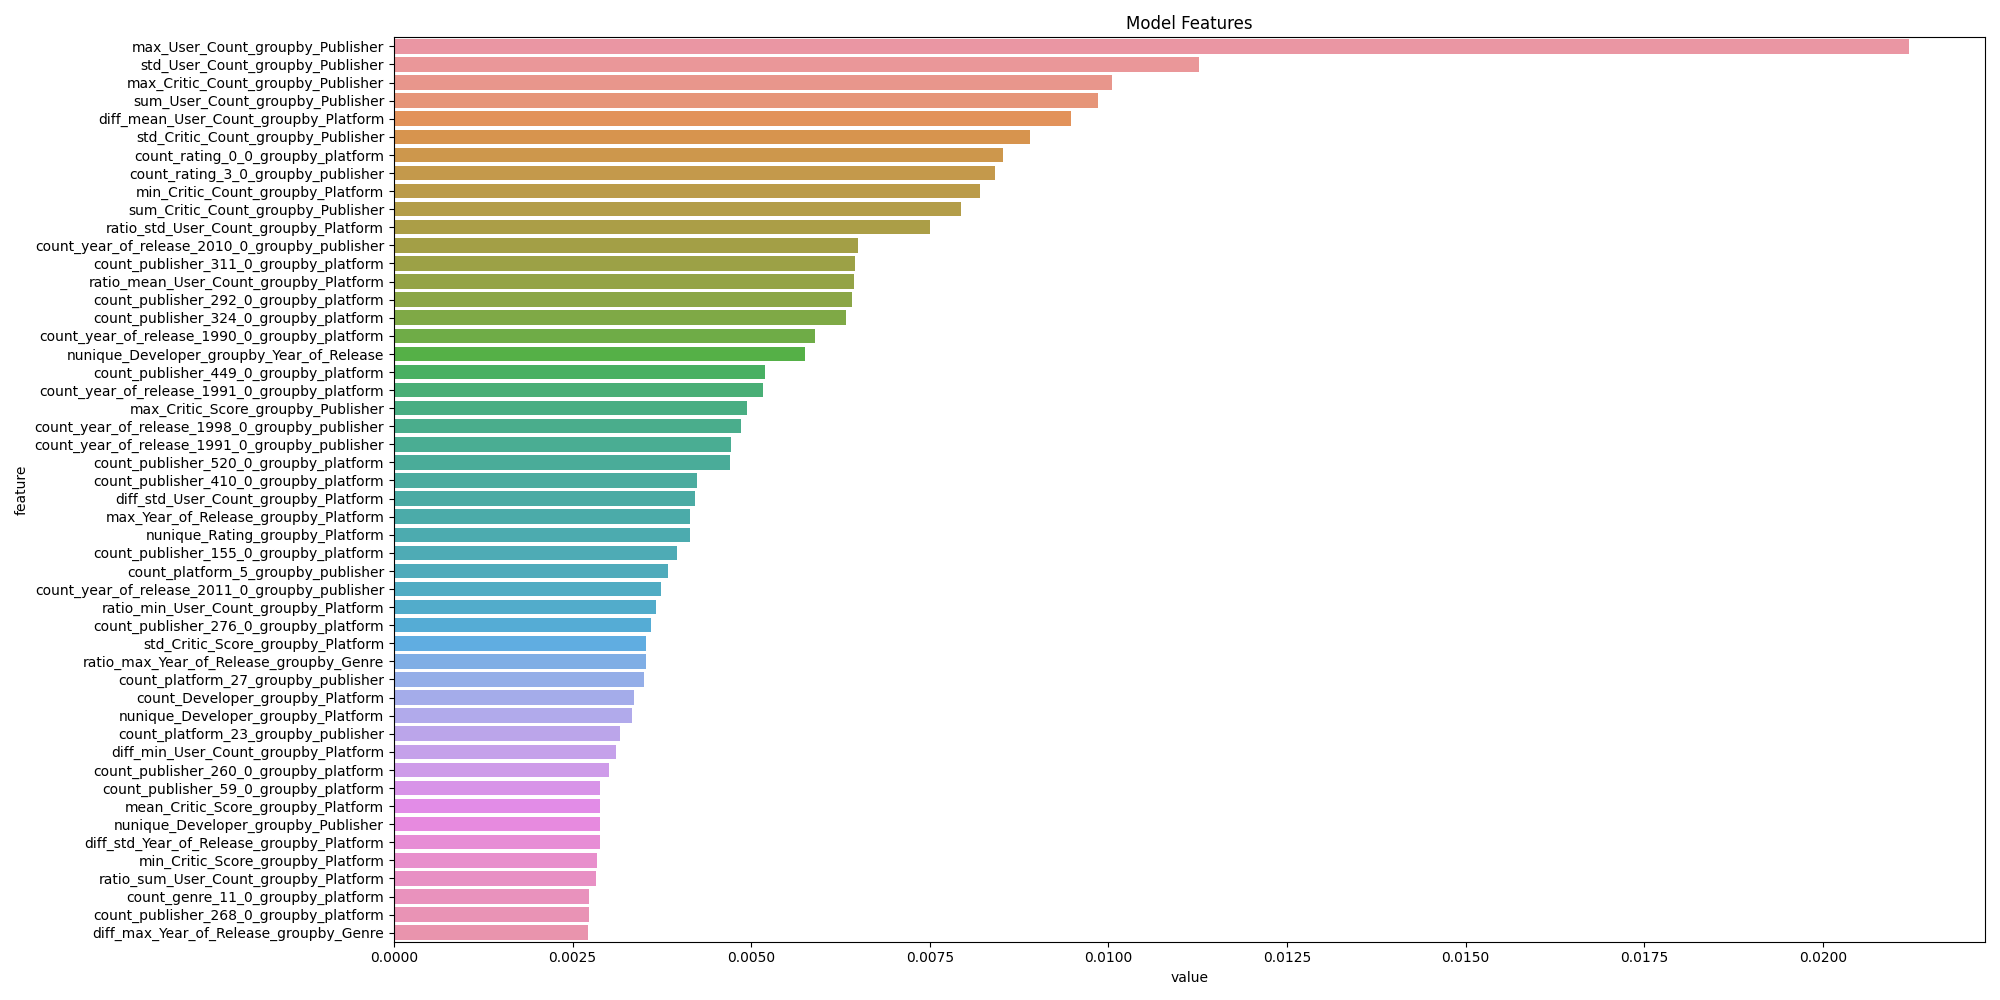 Model Features
max_User_Count_groupby_Publisher
std_User_Count_groupby_Publisher
max_Critic_Count_groupby_Publisher
sum_User_Count_groupby_Publisher
diff_mean_User_Count_groupby_Platform
std_Critic_Count_groupby_Publisher
count_rating_0_0_groupby_platform
count_rating_3_0_groupby_publisher
min_Critic_Count_groupby_Platform
sum_Critic_Count_groupby_Publisher
ratio_std_User_Count_groupby_Platform
count_year_of_release_2010_0_groupby_publisher
count_publisher_311_0_groupby_platform
ratio_mean_User_Count_groupby_Platform
count_publisher_292_0_groupby_platform
count_publisher_324_0_groupby_platform
count_year_of_release_1990_0_groupby_platform
nunique_Developer_groupby_Year_of_Release
count_publisher_449_0_groupby_platform
count_year_of_release_1991_0_groupby_platform
max_Critic_Score_groupby_Publisher
count_year_of_release_1998_0_groupby_publisher
count_year_of_release_1991_0_groupby_publisher
count_publisher_520_0_groupby_platform
count_publisher_410_0_groupby_platform
diff_std_User_Count_groupby_Platform
max_Year_of_Release_groupby_Platform
nunique_Rating_groupby_Platform
count_publisher_155_0_groupby_platform
count_platform_5_groupby_publisher
count_year_of_release_2011_0_groupby_publisher
ratio_min_User_Count_groupby_Platform
count_publisher_276_0_groupby_platform
std_Critic_Score_groupby_Platform
ratio_max_Year_of_Release_groupby_Genre
count_platform_27_groupby_publisher
count_Developer_groupby_Platform
nunique_Developer_groupby_Platform
count_platform_23_groupby_publisher
diff_min_User_Count_groupby_Platform
count_publisher_260_0_groupby_platform
count_publisher_59_0_groupby_platform
mean_Critic_Score_groupby_Platform
nunique_Developer_groupby_Publisher
diff_std_Year_of_Release_groupby_Platform
min_Critic_Score_groupby_Platform
ratio_sum_User_Count_groupby_Platform
count_genre_11_0_groupby_platform
count_publisher_268_0_groupby_platform
diff_max_Year_of_Release_groupby_Genre
feature
0.0000 0.0025 0.0050 0.0075 0.0100 0.0125 0.0150 0.0175 0.0200
value